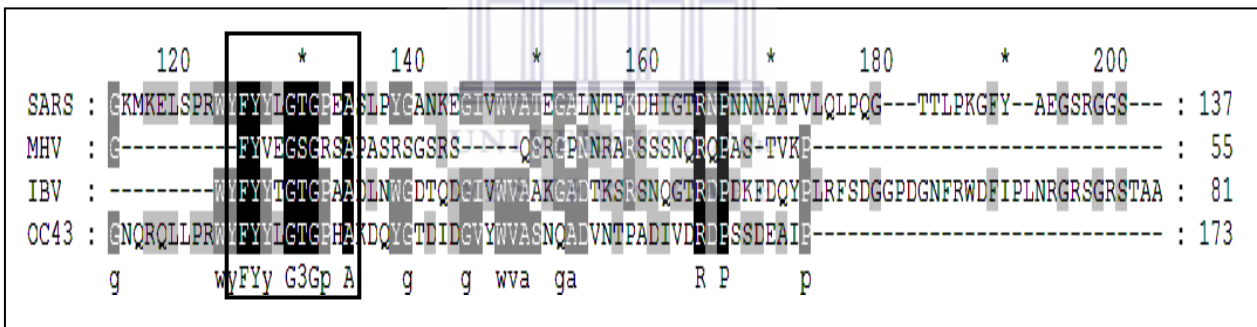 120 * 140 * 160 * 180 * 200
SARS : GKMKELSPRWYFYYLGTGPEASLPYGANKEGIVWVATEGALNTPKDHIGTRNPNNNAATVLQLPQG---TTLPKGFY--AEGSRGGS--- : 137
MHV : G----------FYVEGSGRSAPASRSGSRS-----QSRGPNNRARSSSNQRQPAS-TVKP------------------------------ : 55
IBV : ---------WYFYYTGTGPAADLNWGDTQDGIVWVAAKGADTKSRSNQGTRDPDKFDQYPLRFSDGGPDGNFRWDFIPLNRGRSGRSTAA : 81
OC43 : GNQRQLLPRWYFYYLGTGPHAKDQYGTDIDGVYWVASNQADVNTPADIVDRDPSSDEAIP------------------------------ : 173
g wyFYy G3Gp A g g wva ga R P p